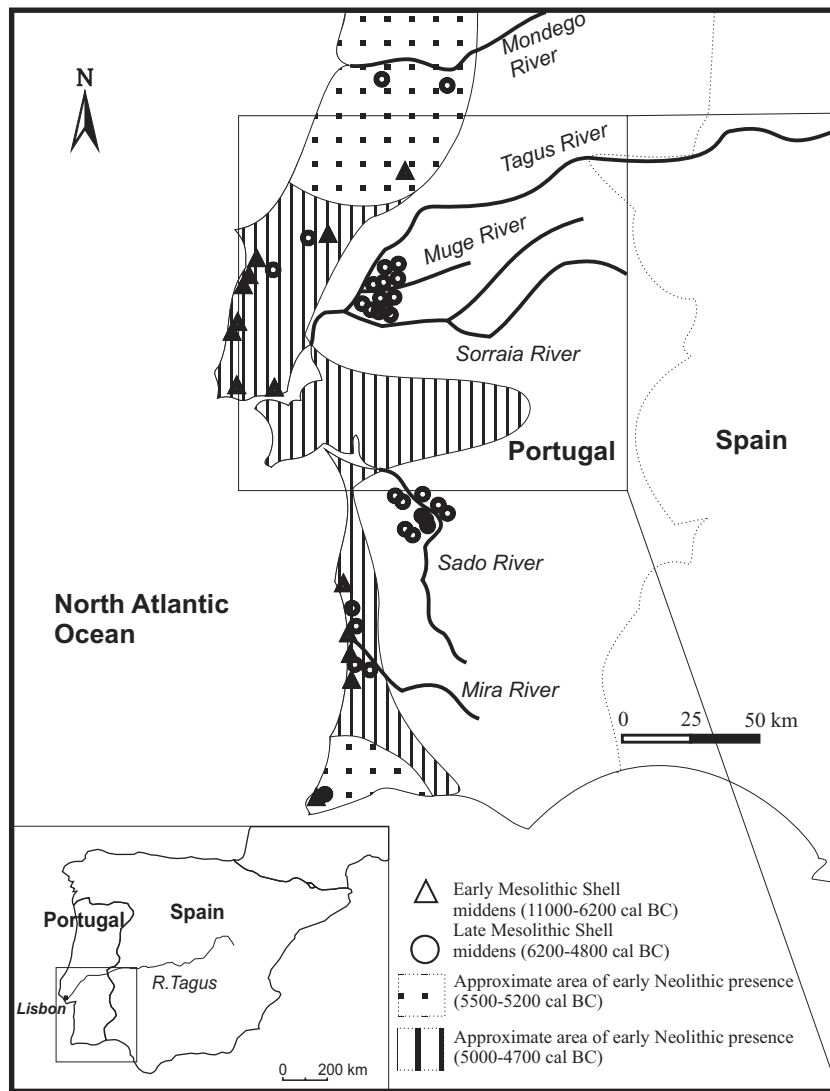 Mondego
River
N
Tagus River
Muge River
Sorraia River
Portugal
Spain
Sado River
North Atlantic
Ocean
Mira River
0 25 50 km
Early Mesolithic Shell
middens (11000-6200 cal BC)
Late Mesolithic Shell
middens (6200-4800 cal BC)
Approximate area of early Neolithic presence
(5500-5200 cal BC)
Approximate area of early Neolithic presence
(5000-4700 cal BC)
Portugal
Spain
R.Tagus
Lisbon
0 200 km